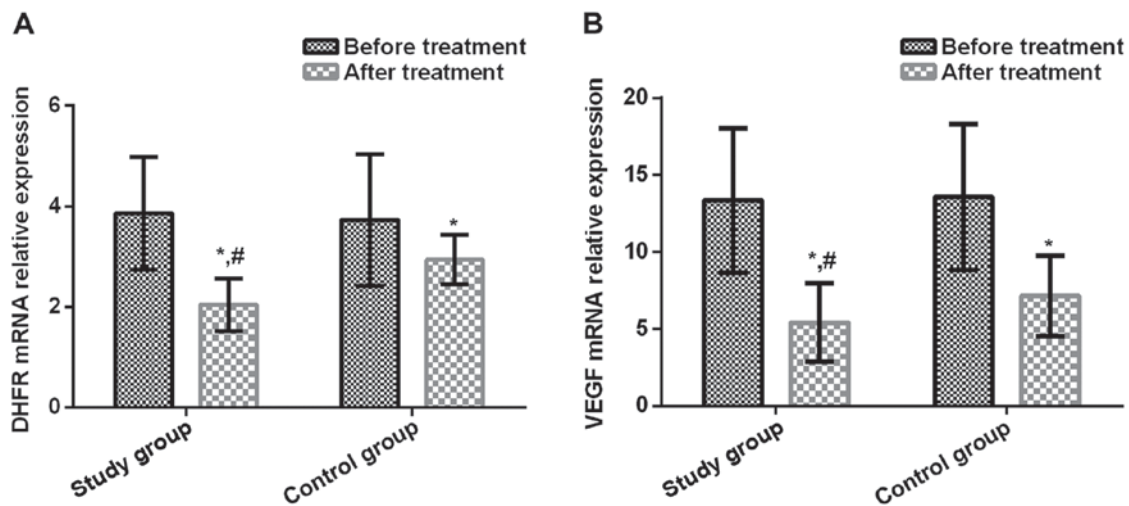 A
Before treatment
After treatment
DHFR mRNA relative expression
6
4
2
0
*,#
*
Study group
Control group
B
Before treatment
After treatment
VEGF mRNA relative expression
20
15
10
5
0
*,#
*
Study group
Control group